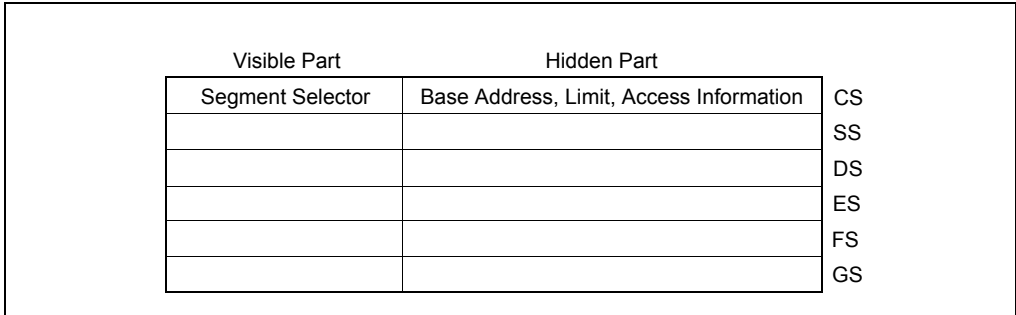 Visible Part Hidden Part
Segment Selector Base Address, Limit, Access Information CS
SS
DS
ES
FS
GS